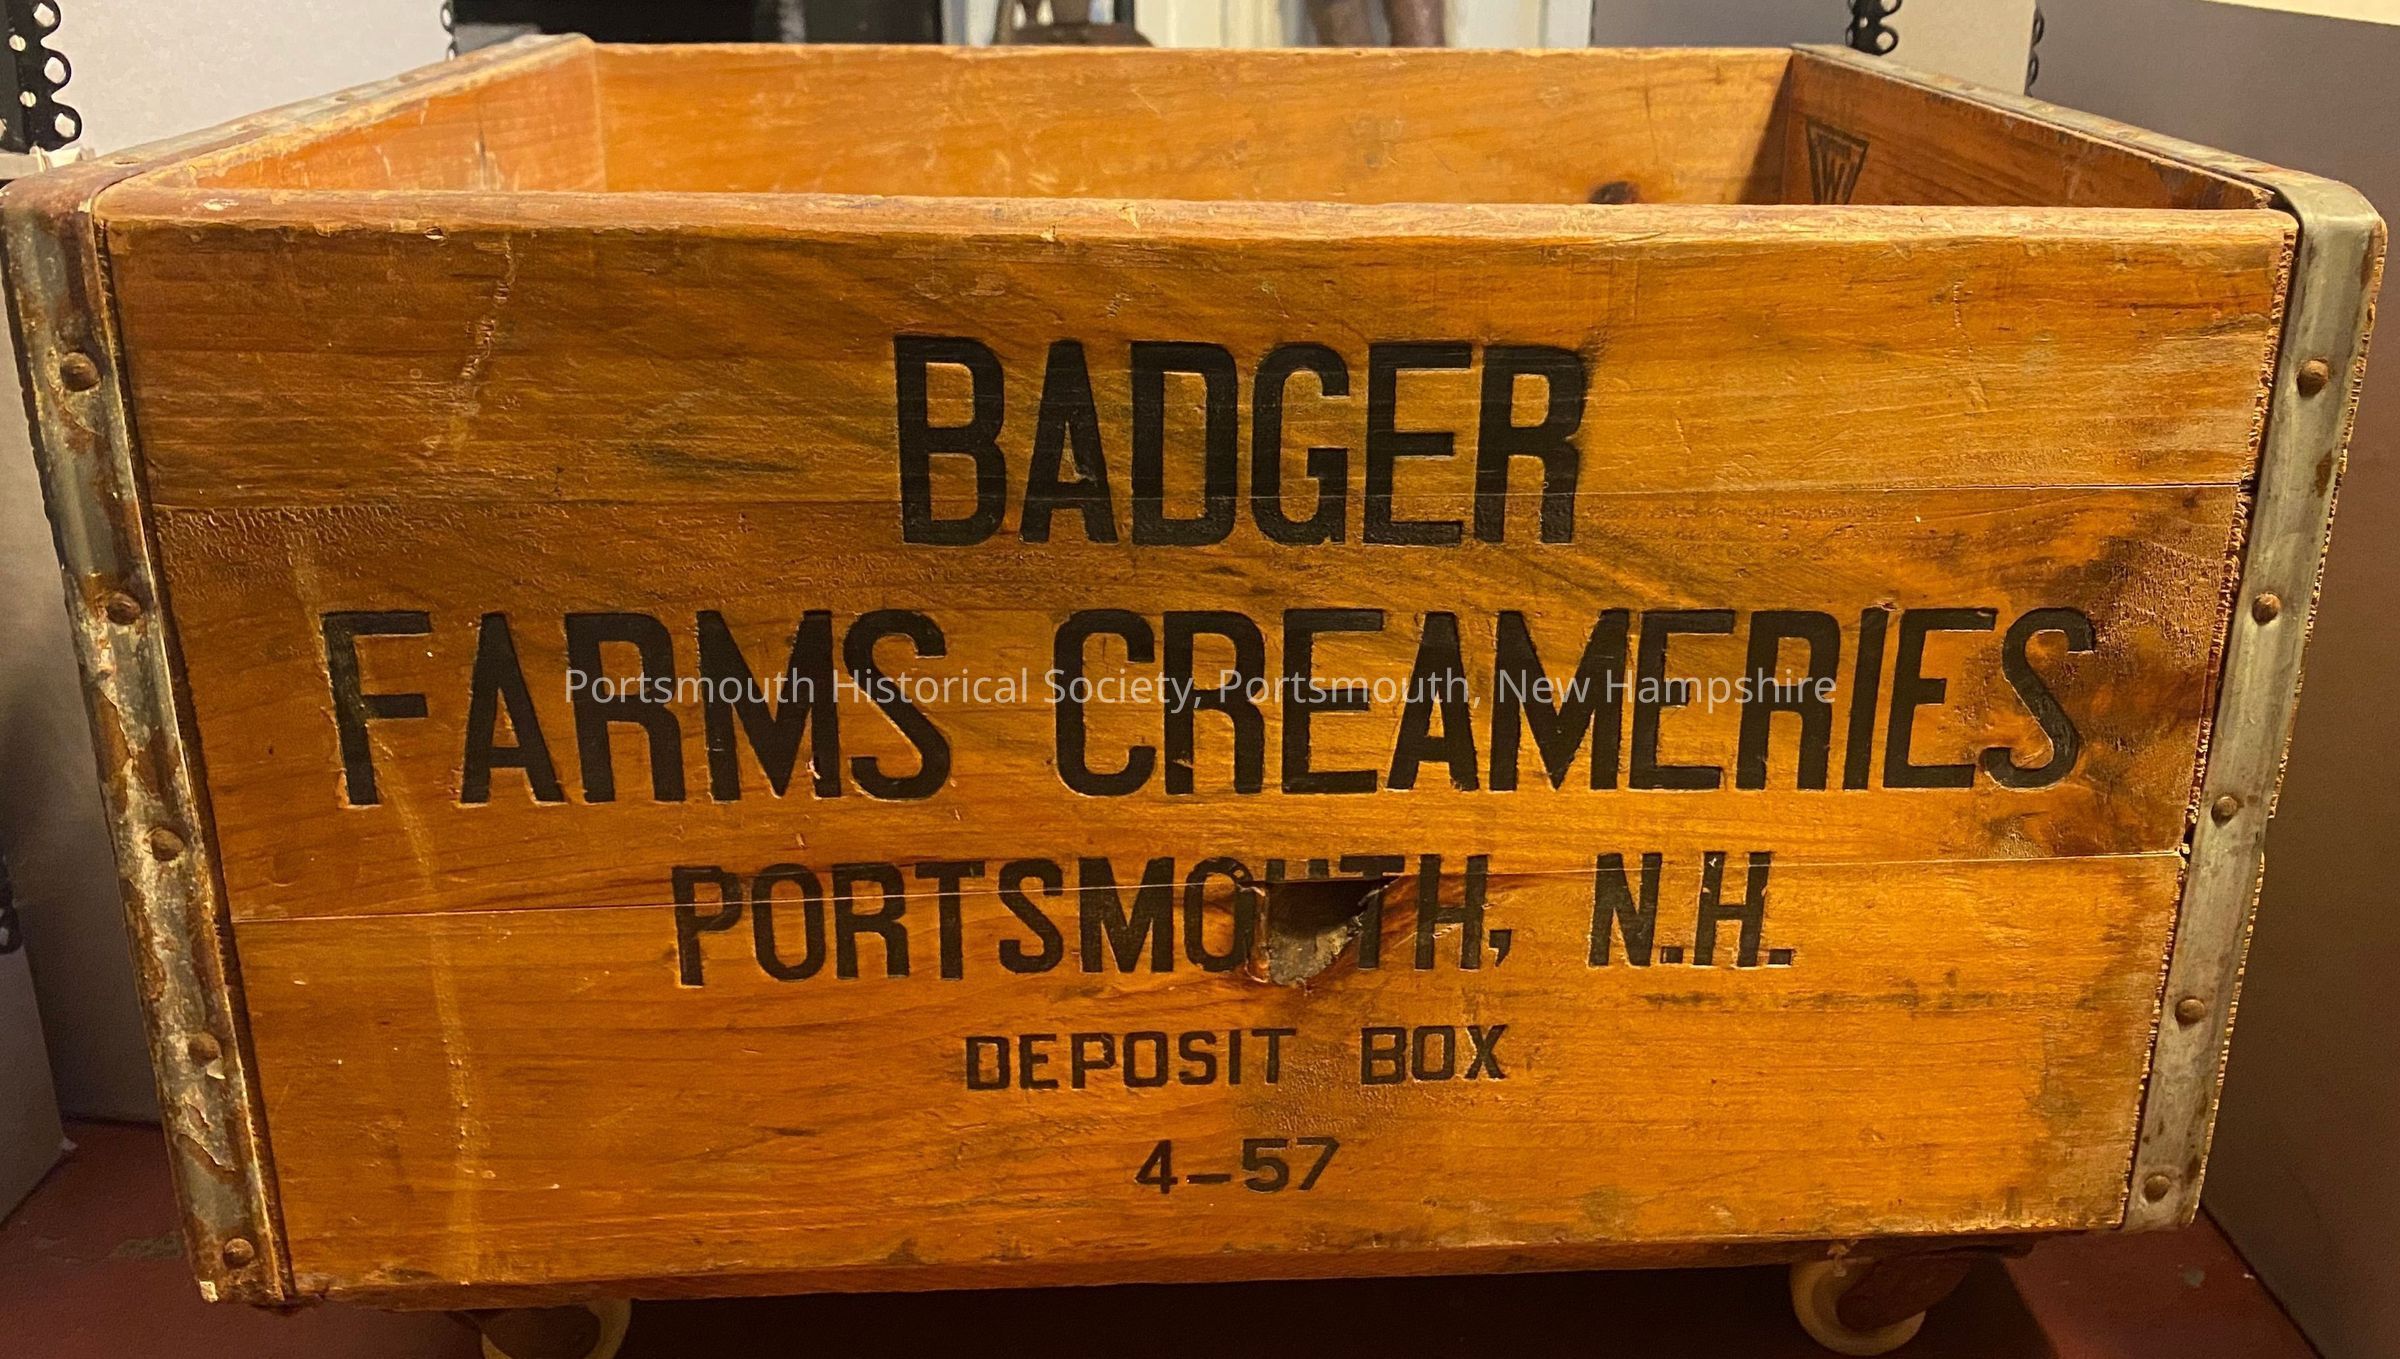 BADGER
FARMS CREAMERIES
Portsmouth Historical Society, Portsmouth, New Hampshire
PORTSMOUTH, N.H.
DEPOSIT BOX
4-57